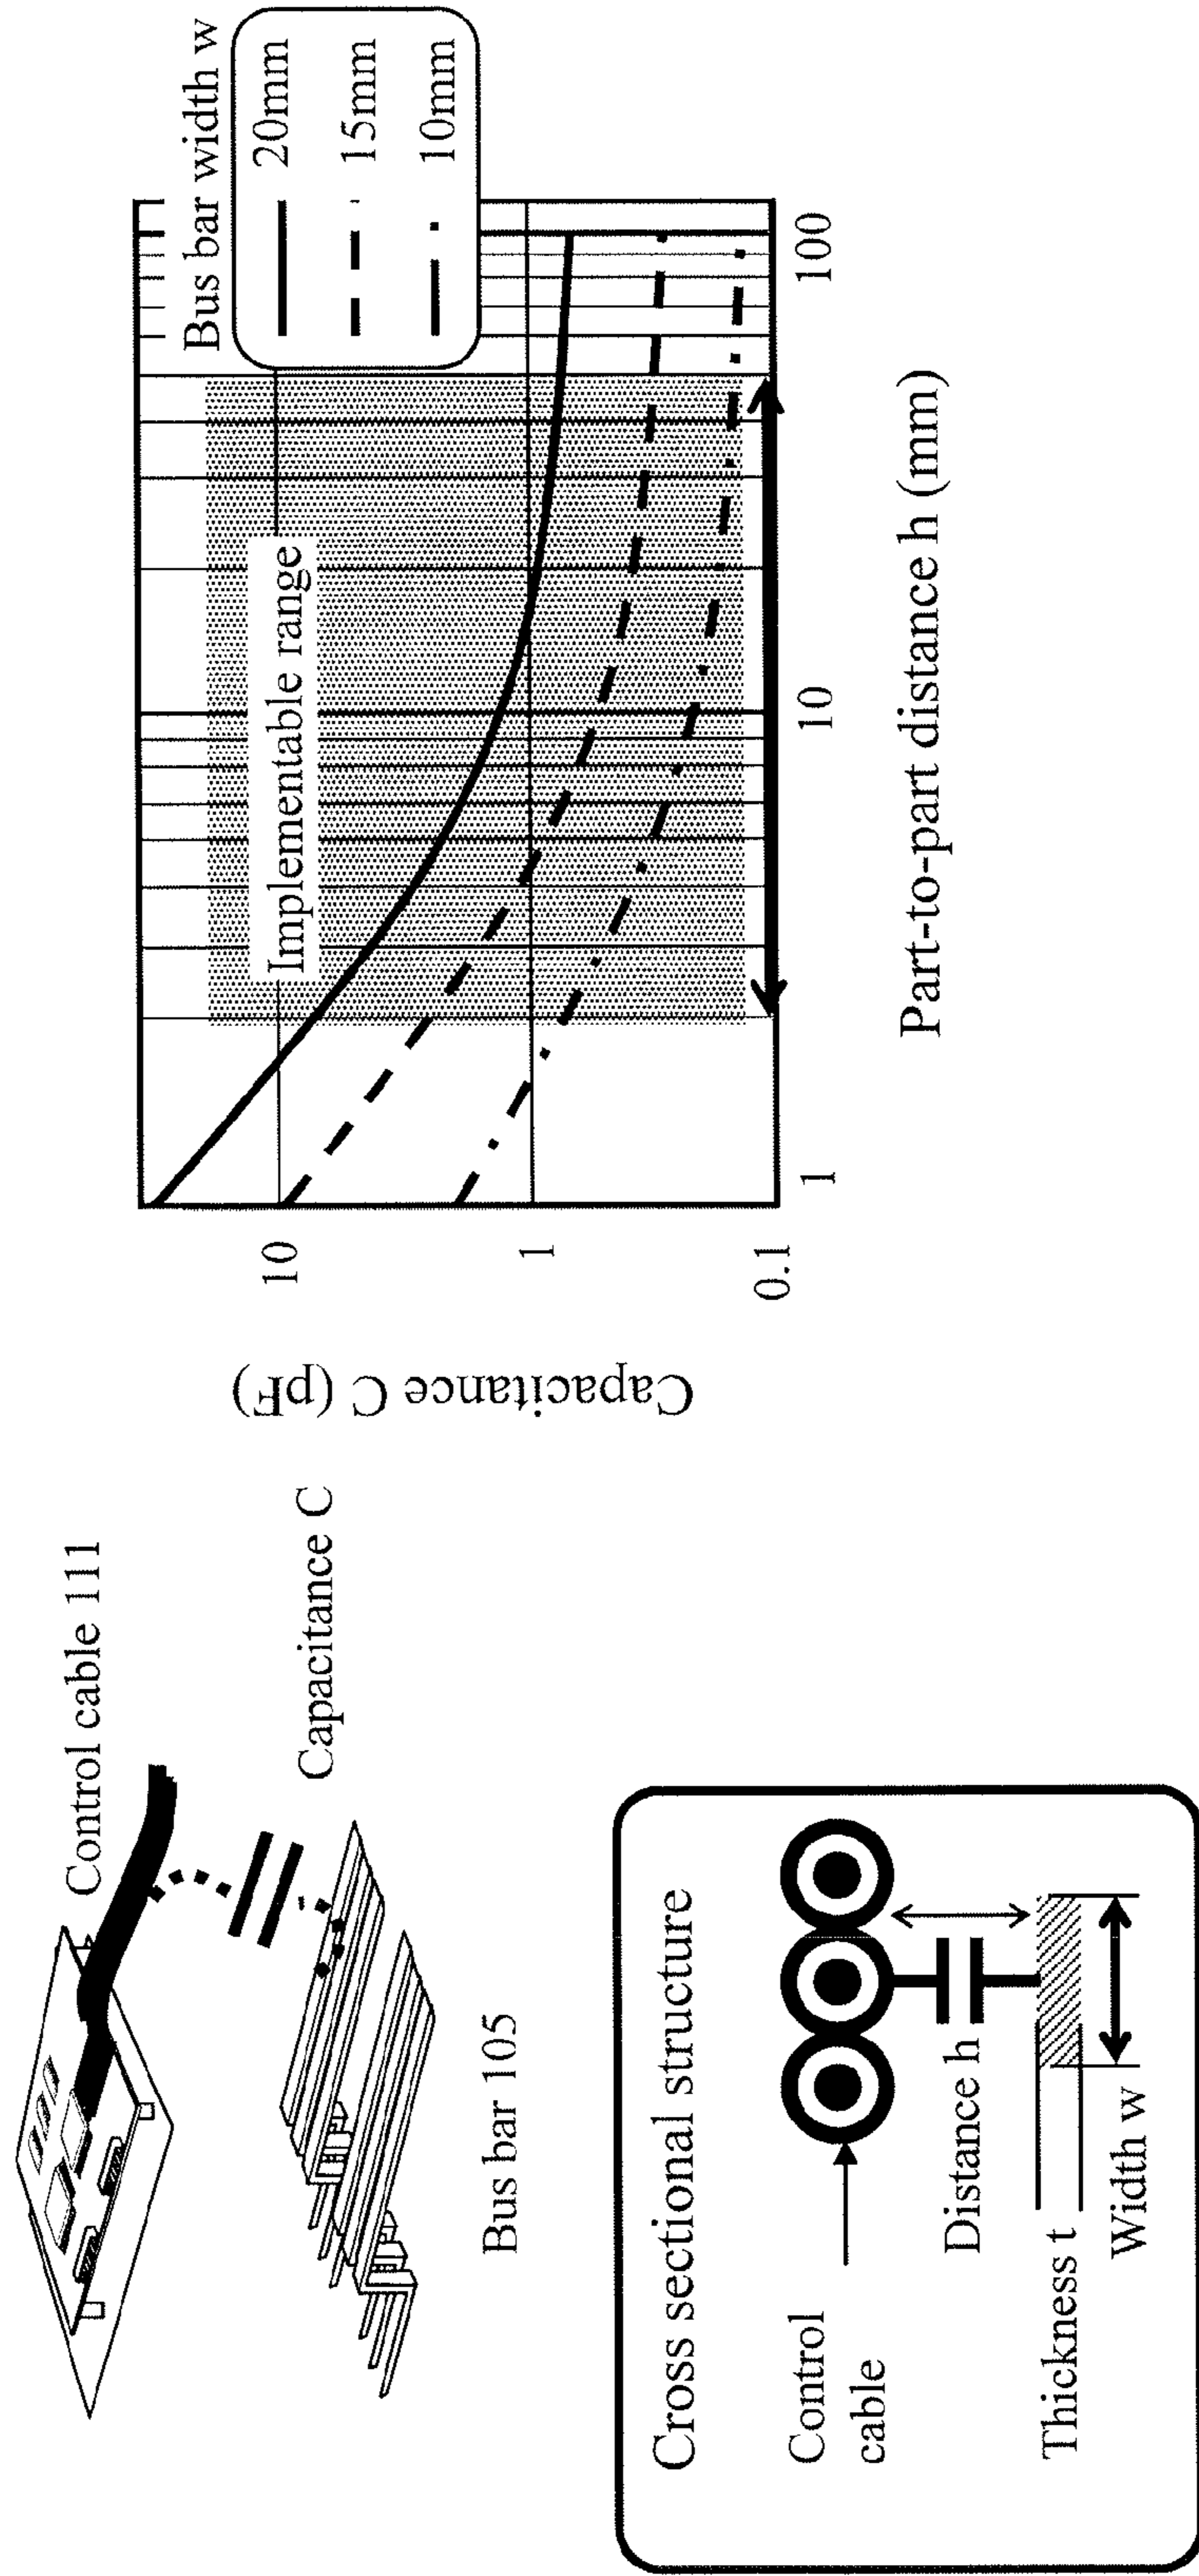 Control cable 111
Capacitance C
Bus bar 105
Cross sectional structure
Control
cable
Distance h
Thickness t
Width w
Capacitance C (pF)
10
1
0.1
1
10
100
Part-to-part distance h (mm)
Implementable range
Bus bar width w
20mm
15mm
10mm